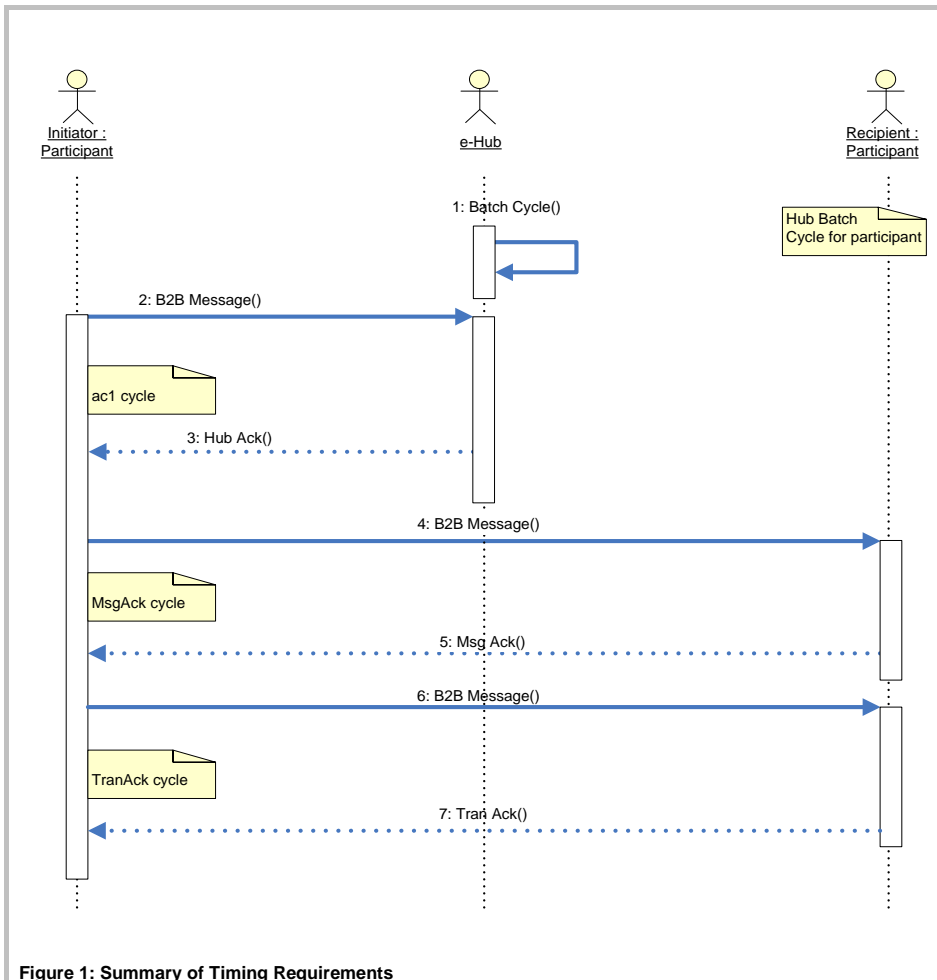 Initiator :
Participant
e-Hub
Recipient :
Participant
1: Batch Cycle()
Hub Batch
Cycle for participant
2: B2B Message()
ac1 cycle
3: Hub Ack()
4: B2B Message()
MsgAck cycle
5: Msg Ack()
6: B2B Message()
TranAck cycle
7: Tran Ack()
Figure 1: Summary of Timing Requirements